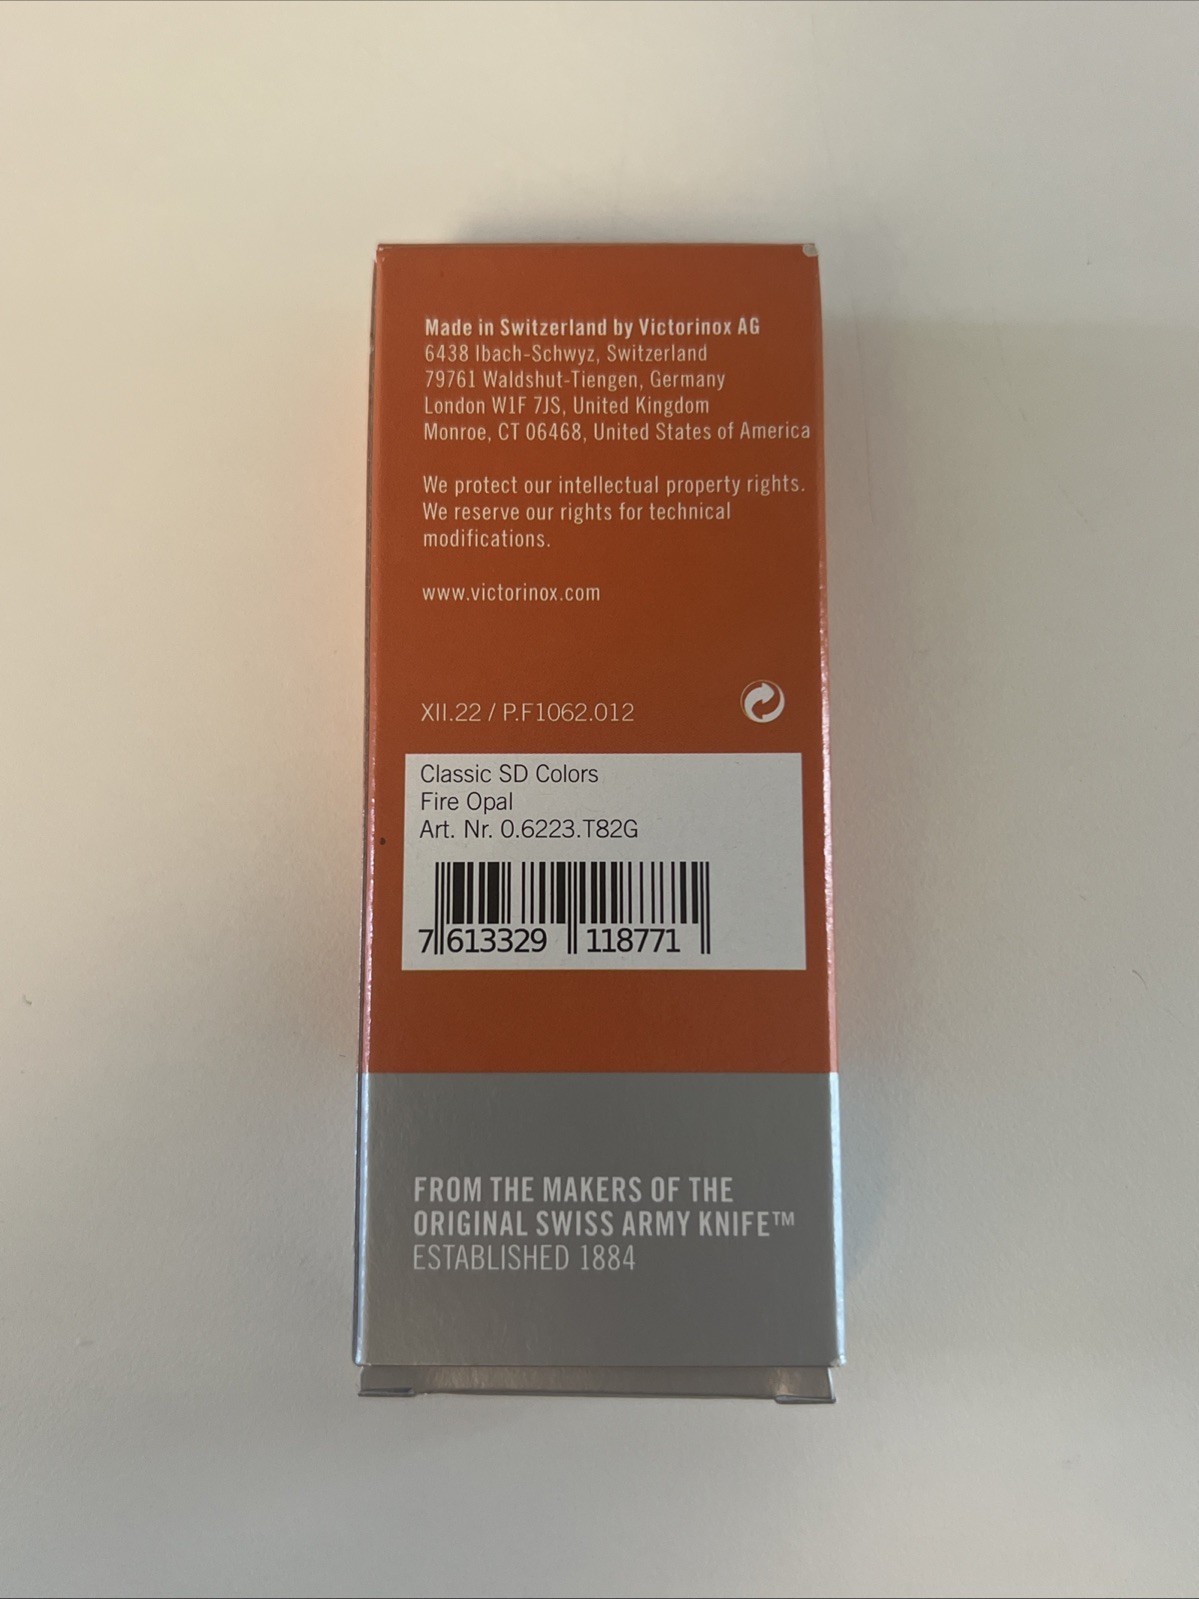 Made in Switzerland by Victorinox AG
6438 Ibach-Schwyz, Switzerland
79761 Waldshut-Tiengen, Germany
London W1F 7JS, United Kingdom
Monroe, CT 06468, United States of America
We protect our intellectual property rights.
We reserve our rights for technical
modifications.
www.victorinox.com
XII.22 / P.F1062.012
Classic SD Colors
Fire Opal
Art. Nr. 0.6223.T82G
7 613329 118771
FROM THE MAKERS OF THE
ORIGINAL SWISS ARMY KNIFE™
ESTABLISHED 1884